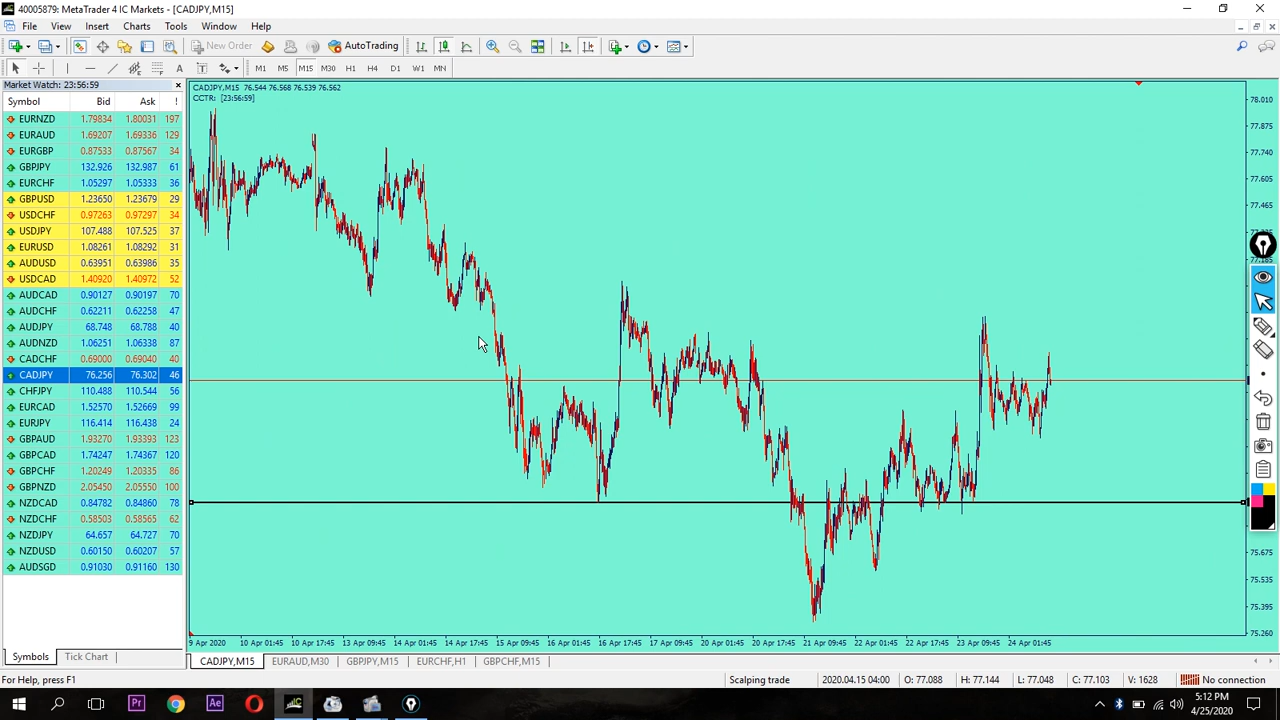 40005879: MetaTrader 4 IC Markets - [CADJPY,M15]
File View Insert Charts Tools Window Help
New Order AutoTrading
A T M1 M5 M15 M30 H1 H4 D1 W1 MN
Market Watch: 23:56:59
Symbol Bid Ask !
EURNZD 1.79834 1.80031 197
EURAUD 1.69207 1.69336 129
EURGBP 0.87533 0.87567 34
GBPJPY 132.926 132.987 61
EURCHF 1.05297 1.05333 36
GBPUSD 1.23650 1.23679 29
USDCHF 0.97263 0.97297 34
USDJPY 107.488 107.525 37
EURUSD 1.08261 1.08292 31
AUDUSD 0.63951 0.63986 35
USDCAD 1.40920 1.40972 52
AUDCAD 0.90127 0.90197 70
AUDCHF 0.62211 0.62258 47
AUDJPY 68.748 68.788 40
AUDNZD 1.06251 1.06338 87
CADCHF 0.69000 0.69040 40
CADJPY 76.256 76.302 46
CHFJPY 110.488 110.544 56
EURCAD 1.52570 1.52669 99
EURJPY 116.414 116.438 24
GBPAUD 1.93270 1.93393 123
GBPCAD 1.74247 1.74367 120
GBPCHF 1.20249 1.20335 86
GBPNZD 2.05450 2.05550 100
NZDCAD 0.84782 0.84860 78
NZDCHF 0.58503 0.58565 62
NZDJPY 64.657 64.727 70
NZDUSD 0.60150 0.60207 57
AUDSGD 0.91030 0.91160 130
Symbols Tick Chart
CADJPY,M15 76.544 76.568 76.539 76.562
CCTR: [23:56:59]
78.010
77.875
77.740
77.605
77.465
77.185
75.675
75.535
75.395
75.260
9 Apr 2020 10 Apr 01:45 10 Apr 17:45 13 Apr 09:45 14 Apr 01:45 14 Apr 17:45 15 Apr 09:45 16 Apr 01:45 16 Apr 17:45 17 Apr 09:45 20 Apr 01:45 20 Apr 17:45 21 Apr 09:45 22 Apr 01:45 22 Apr 17:45 23 Apr 09:45 24 Apr 01:45
CADJPY,M15 EURAUD,M30 GBPJPY,M15 EURCHF,H1 GBPCHF,M15
For Help, press F1 Scalping trade 2020.04.15 04:00 O: 77.088 H: 77.144 L: 77.048 C: 77.103 V: 1628 No connection
Pr Ae
5:12 PM
4/25/2020